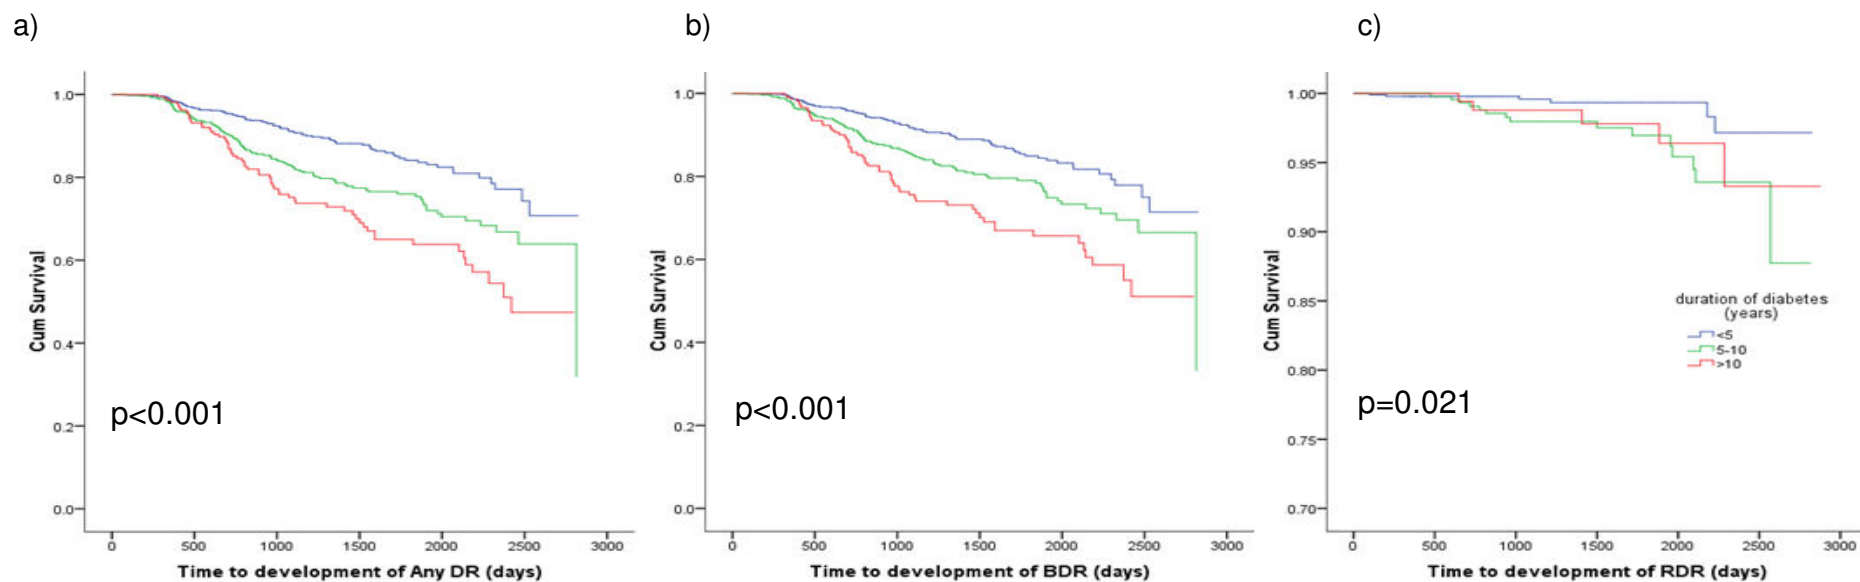 a)
b)
c)
1.0
0.8
0.6
0.4
0.2
0.0
Cum Survival
p<0.001
0 500 1000 1500 2000 2500 3000
Time to development of Any DR (days)
1.0
0.8
0.6
0.4
0.2
0.0
Cum Survival
p<0.001
0 500 1000 1500 2000 2500 3000
Time to development of BDR (days)
1.00
0.95
0.90
0.85
0.80
0.75
0.70
Cum Survival
duration of diabetes
(years)
<5
5-10
>10
p=0.021
0 500 1000 1500 2000 2500 3000
Time to development of RDR (days)